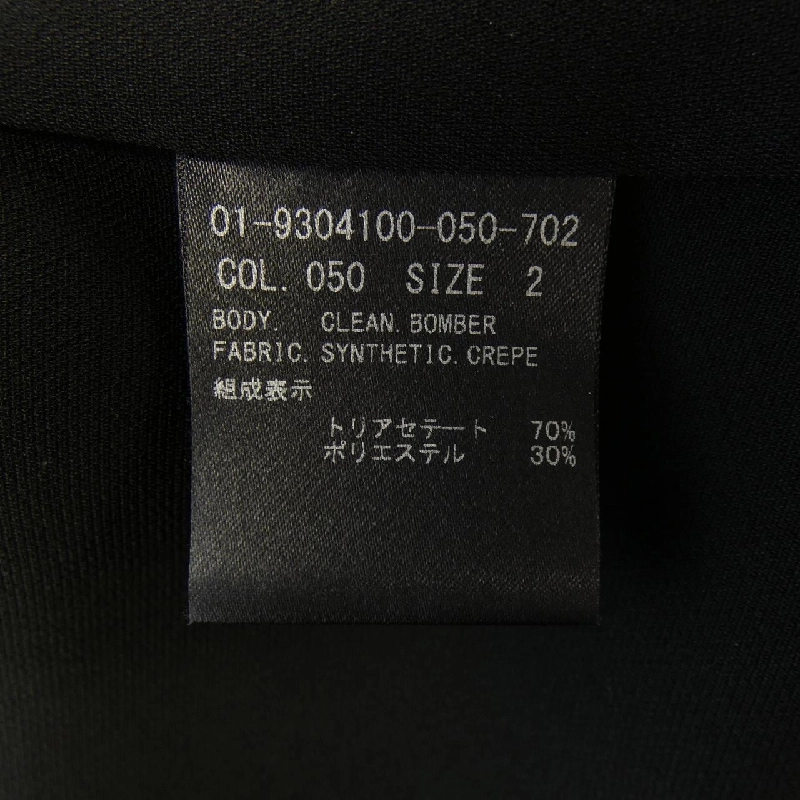 01-9304100-050-702
COL. 050 SIZE 2
BODY. CLEAN.BOMBER
FABRIC.SYNTHETIC.CREPE
組成表示
トリアセテート 70%
ポリエステル 30%